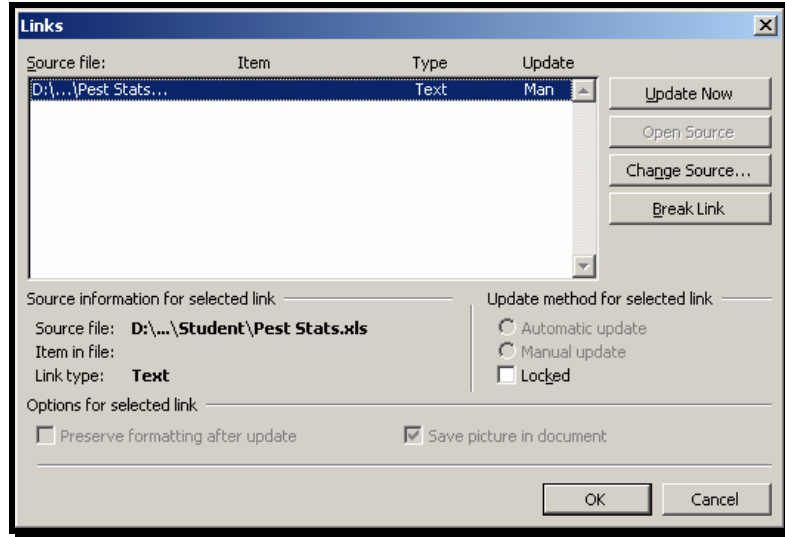 Links
Source file: Item Type Update
D:\...\Pest Stats... Text Man
Update Now
Open Source
Change Source...
Break Link
Source information for selected link
Source file: D:\...\Student\Pest Stats.xls
Item in file:
Link type: Text
Update method for selected link
Automatic update
Manual update
Locked
Options for selected link
Preserve formatting after update
Save picture in document
OK
Cancel